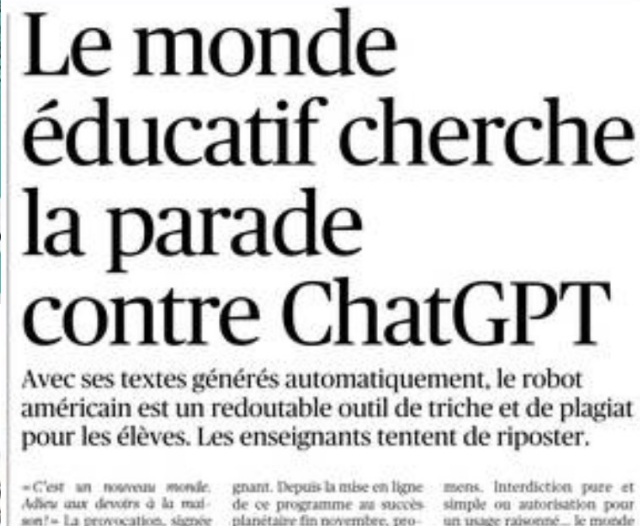 Le monde
éducatif cherche
la parade
contre ChatGPT
Avec ses textes générés automatiquement, le robot
américain est un redoutable outil de triche et de plagiat
pour les élèves. Les enseignants tentent de riposter.
«C'est un nouveau monde.
Adieu aux devoirs à la mai-
son!» La provocation, signée
gnant. Depuis la mise en ligne
de ce programme au succès
planétaire fin novembre, pro-
mens. Interdiction pure et
simple ou autorisation pour
un usage raisonné, le monde